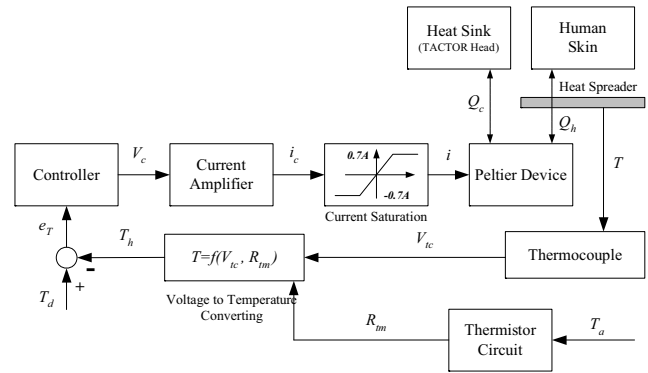 Heat Sink
(TACTOR Head)
Human
Skin
Heat Spreader
Q_c
Q_h
V_c
i_c
0.7A
-0.7A
i
T
Controller
Current
Amplifier
Peltier Device
Current Saturation
e_T
T_h
V_tc
T=f(V_tc, R_tm)
Thermocouple
-
+
T_d
Voltage to Temperature
Converting
R_tm
Thermistor
Circuit
T_a